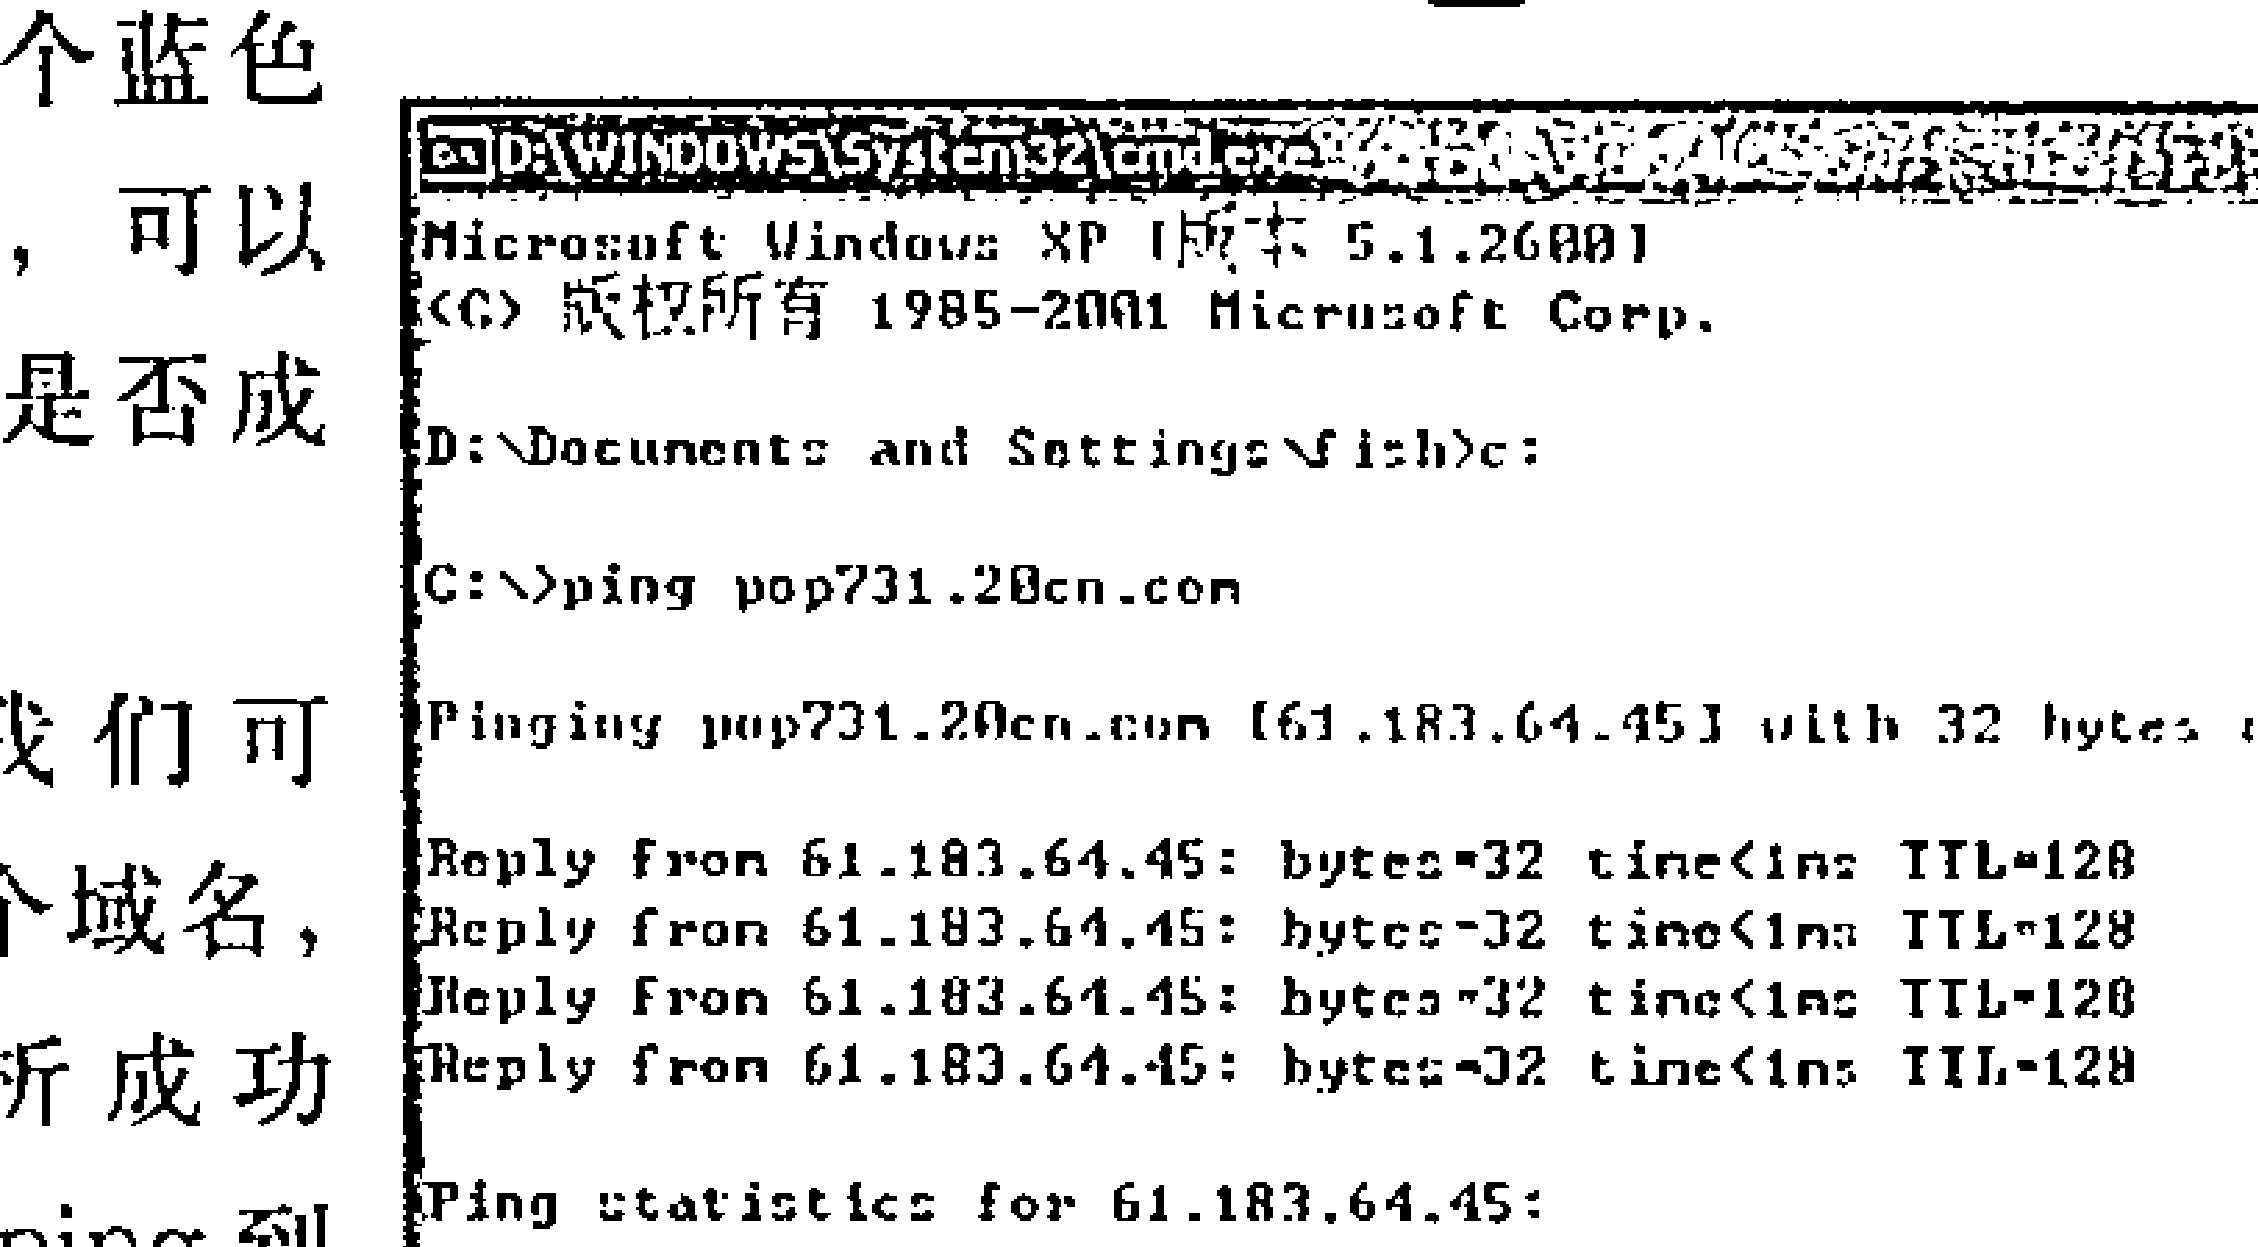 个蓝色
，可以
是否成
我们可
个域名，
析成功
ping 到
D:\WINDOWS\System32\cmd.exe
Microsoft Windows XP [版本 5.1.2600]
(C) 版权所有 1985-2001 Microsoft Corp.
D:\Documents and Settings\fish>c:
C:\>ping pop731.20cn.com
Pinging pop731.20cn.com [61.183.64.45] with 32 bytes
Reply from 61.183.64.45: bytes=32 time<1ms TTL=128
Reply from 61.183.64.45: bytes=32 time<1ms TTL=128
Reply from 61.183.64.45: bytes=32 time<1ms TTL=128
Reply from 61.183.64.45: bytes=32 time<1ms TTL=128
Ping statistics for 61.183.64.45: